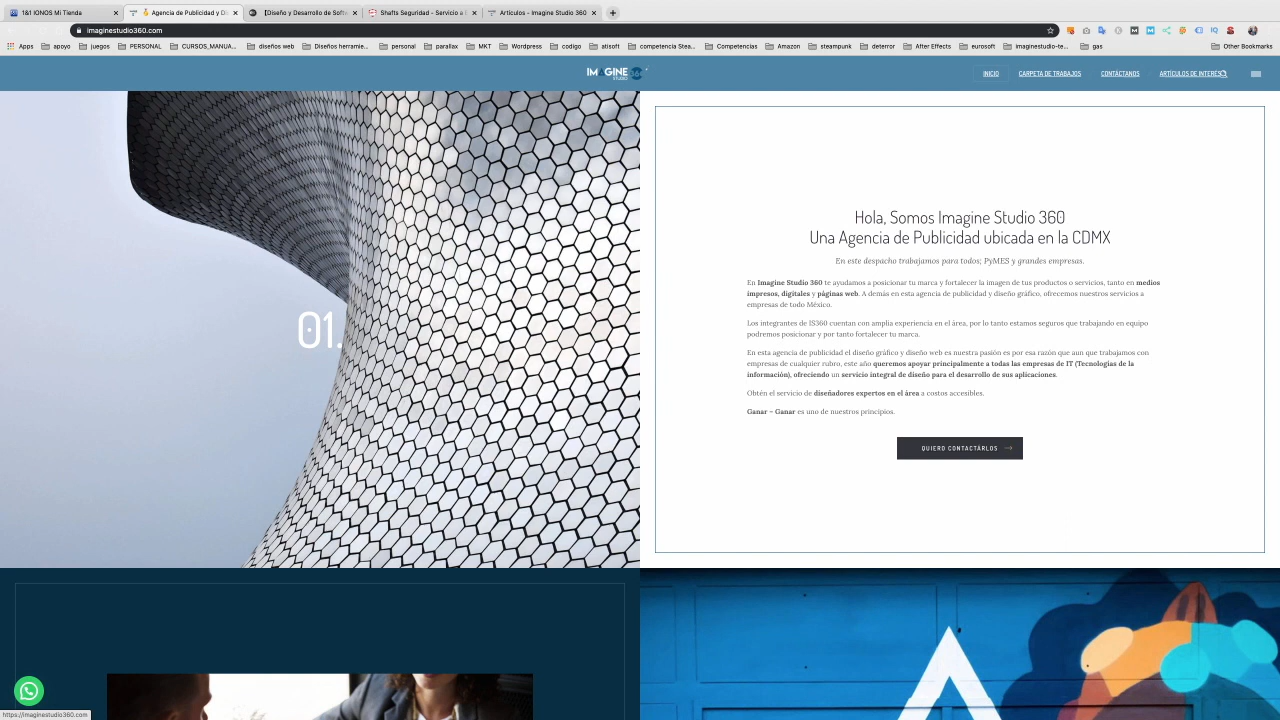 1&1 IONOS Mi Tienda
Agencia de Publicidad y Di
[Diseño y Desarrollo de Softw
Shafts Seguridad - Servicio a
Artículos - Imagine Studio 360
imaginestudio360.com
Apps
apoyo
juegos
PERSONAL
CURSOS_MANUA...
diseños web
Diseños herramie...
personal
parallax
MKT
Wordpress
codigo
atisoft
competencia Stea...
Competencias
Amazon
steampunk
deterror
After Effects
eurosoft
imaginestudio-te...
gas
Other Bookmarks
IMAGINE 360
STUDIO
INICIO
CARPETA DE TRABAJOS
CONTÁCTANOS
ARTÍCULOS DE INTERÉS
01.
Hola, Somos Imagine Studio 360
Una Agencia de Publicidad ubicada en la CDMX
En este despacho trabajamos para todos; PyMES y grandes empresas.
En Imagine Studio 360 te ayudamos a posicionar tu marca y fortalecer la imagen de tus productos o servicios, tanto en medios
impresos, digitales y páginas web. A demás en esta agencia de publicidad y diseño gráfico, ofrecemos nuestros servicios a
empresas de todo México.
Los integrantes de IS360 cuentan con amplia experiencia en el área, por lo tanto estamos seguros que trabajando en equipo
podremos posicionar y por tanto fortalecer tu marca.
En esta agencia de publicidad el diseño gráfico y diseño web es nuestra pasión es por esa razón que aun que trabajamos con
empresas de cualquier rubro, este año queremos apoyar principalmente a todas las empresas de IT (Tecnologías de la
información), ofreciendo un servicio integral de diseño para el desarrollo de sus aplicaciones.
Obtén el servicio de diseñadores expertos en el área a costos accesibles.
Ganar – Ganar es uno de nuestros principios.
QUIERO CONTACTÁRLOS
https://imaginestudio360.com